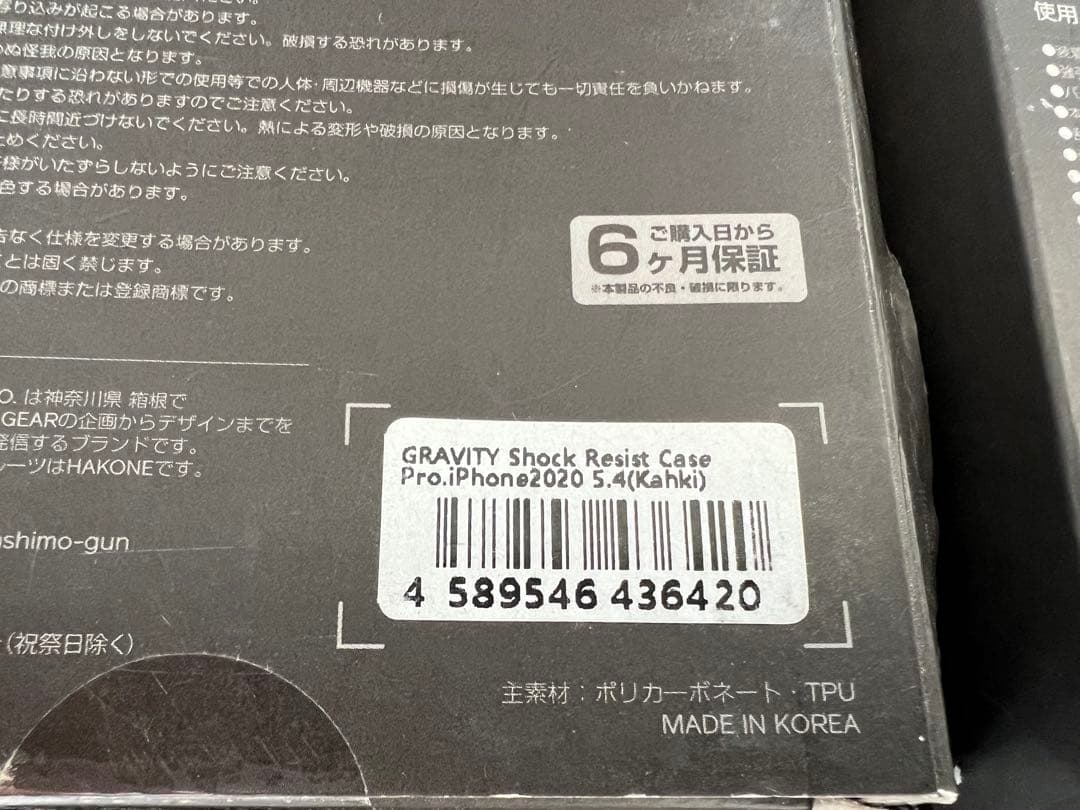 り込みが起こる場合があります。
無理な付け外しをしないでください。破損する恐れがあります。
ぬ怪我の原因となります。
意事項に沿わない形での使用等での人体・周辺機器などに損傷が生じても一切責任を負いかねます。
たりする恐れがありますのでご注意ください。
に長時間近づけないでください。熱による変形や破損の原因となります。
めください。
様がいたずらしないようにご注意ください。
色する場合があります。
なく仕様を変更する場合があります。
とは固く禁じます。
の商標または登録商標です。
6ヶ月保証
ご購入日から
※本製品の不良・破損に限ります。
O. は神奈川県 箱根で
GEARの企画からデザインまでを
発信するブランドです。
ルーツはHAKONEです。
ashimo-gun
(祝祭日除く)
GRAVITY Shock Resist Case
Pro.iPhone2020 5.4(Kahki)
4 589546 436420
主素材：ポリカーボネート・TPU
MADE IN KOREA
使用